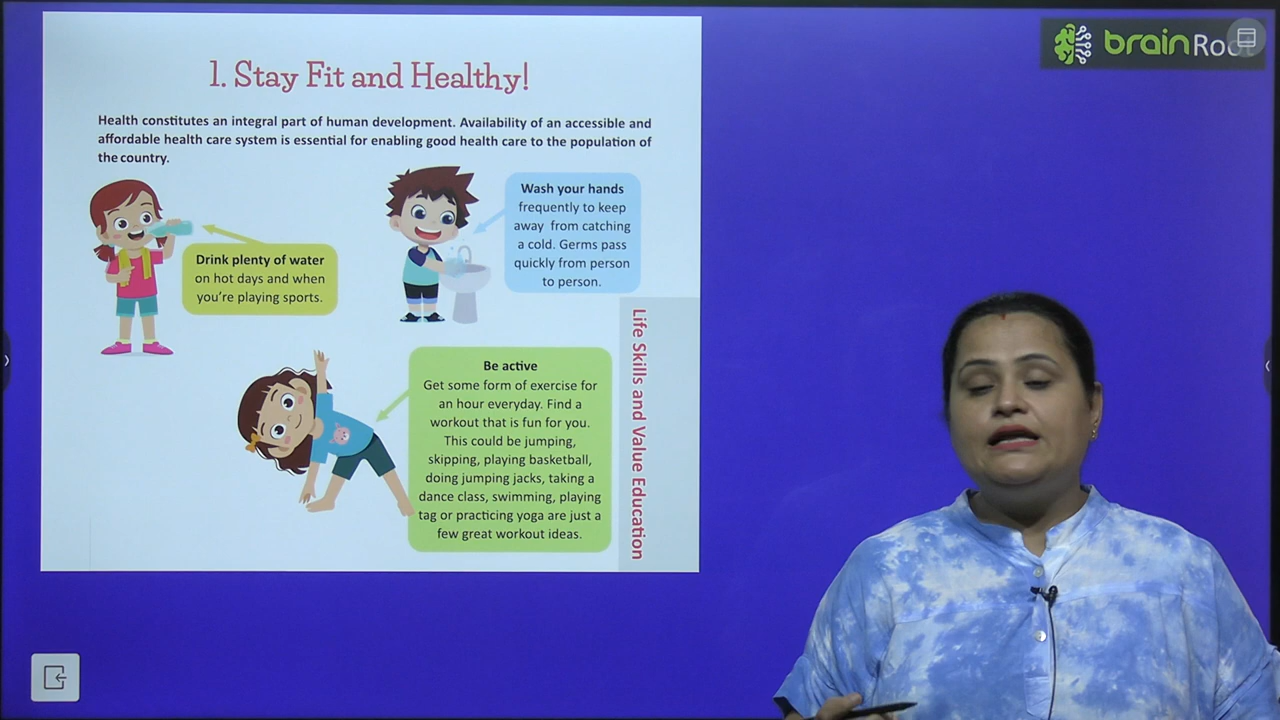 brainRoot
1. Stay Fit and Healthy!
Health constitutes an integral part of human development. Availability of an accessible and
affordable health care system is essential for enabling good health care to the population of
the country.
Drink plenty of water
on hot days and when
you're playing sports.
Wash your hands
frequently to keep
away from catching
a cold. Germs pass
quickly from person
to person.
Be active
Get some form of exercise for
an hour everyday. Find a
workout that is fun for you.
This could be jumping,
skipping, playing basketball,
doing jumping jacks, taking a
dance class, swimming, playing
tag or practicing yoga are just a
few great workout ideas.
Life Skills and Value Education